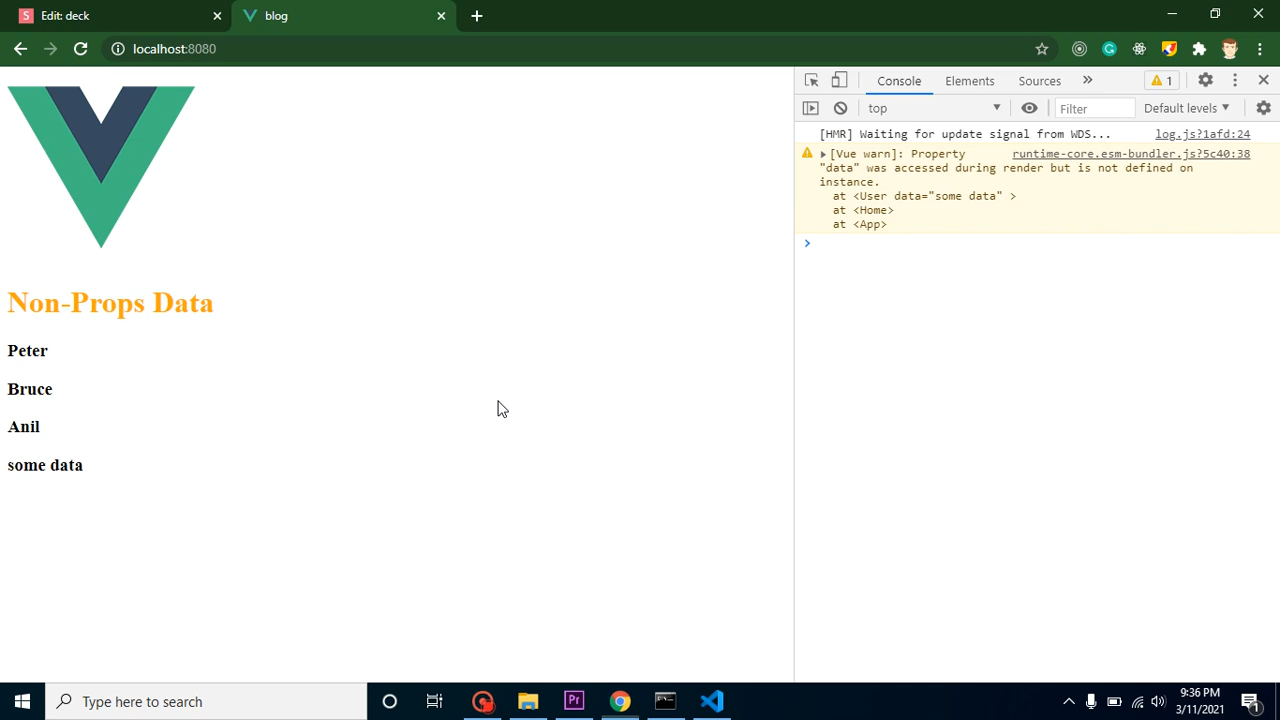 Edit: deck
blog
localhost:8080
Console
Elements
Sources
1
top
Filter
Default levels
[HMR] Waiting for update signal from WDS...
log.js?1afd:24
[Vue warn]: Property
runtime-core.esm-bundler.js?5c40:38
"data" was accessed during render but is not defined on
instance.
at <User data="some data" >
at <Home>
at <App>
Non-Props Data
Peter
Bruce
Anil
some data
Type here to search
Pr
9:36 PM
3/11/2021
1